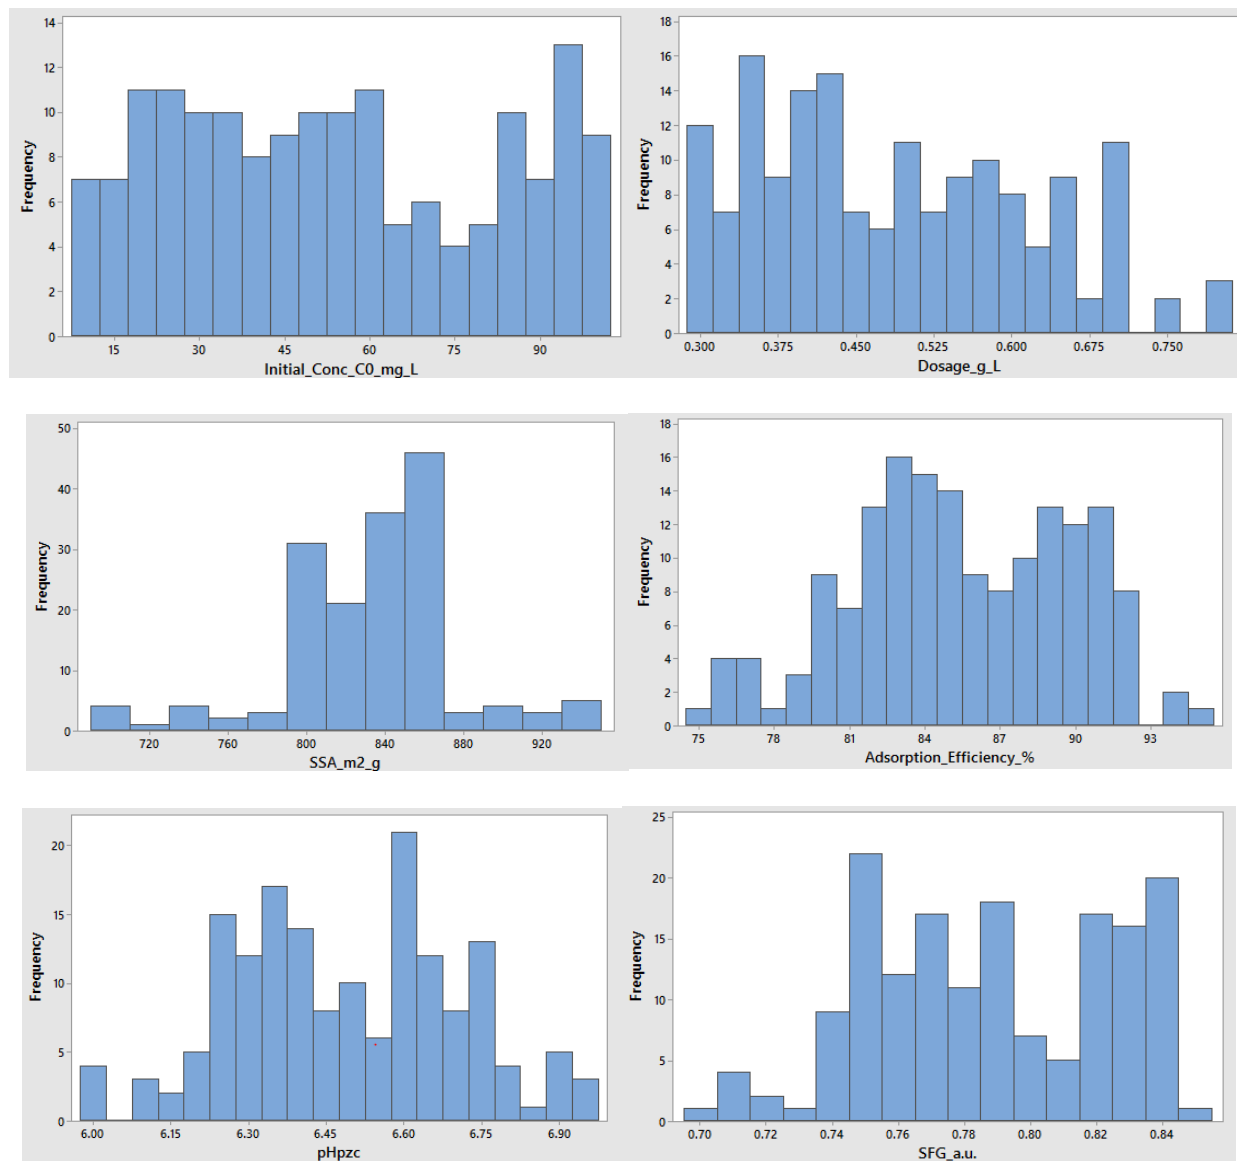 14
12
10
8
6
4
2
0
Frequency
15 30 45 60 75 90
Initial_Conc_C0_mg_L
18
16
14
12
10
8
6
4
2
0
Frequency
0.300 0.375 0.450 0.525 0.600 0.675 0.750
Dosage_g_L
50
40
30
20
10
0
Frequency
720 760 800 840 880 920
SSA_m2_g
18
16
14
12
10
8
6
4
2
0
Frequency
75 78 81 84 87 90 93
Adsorption_Efficiency_%
20
15
10
5
0
Frequency
6.00 6.15 6.30 6.45 6.60 6.75 6.90
pHpzc
25
20
15
10
5
0
Frequency
0.70 0.72 0.74 0.76 0.78 0.80 0.82 0.84
SFG_a.u.